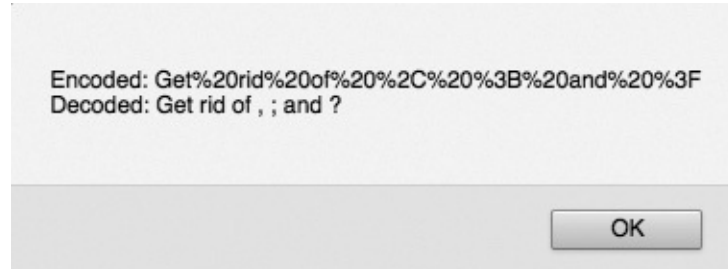 Encoded: Get%20rid%20of%20%2C%20%3B%20and%20%3F
Decoded: Get rid of , ; and ?
OK